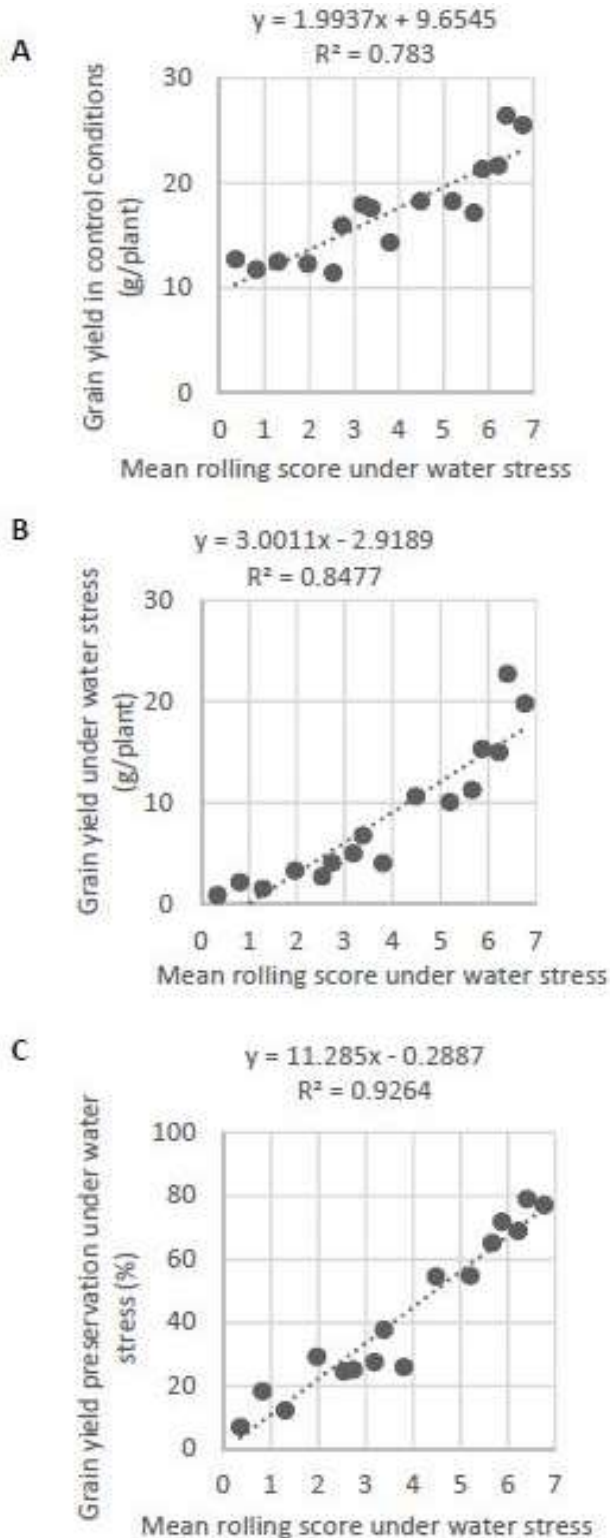 A
y = 1.9937x + 9.6545
R² = 0.783
Grain yield in control conditions
(g/plant)
30
20
10
0
0 1 2 3 4 5 6 7
Mean rolling score under water stress
B
y = 3.0011x - 2.9189
R² = 0.8477
Grain yield under water stress
(g/plant)
30
20
10
0
0 1 2 3 4 5 6 7
Mean rolling score under water stress
C
y = 11.285x - 0.2887
R² = 0.9264
Grain yield preservation under water
stress (%)
100
80
60
40
20
0
0 1 2 3 4 5 6 7
Mean rolling score under water stress